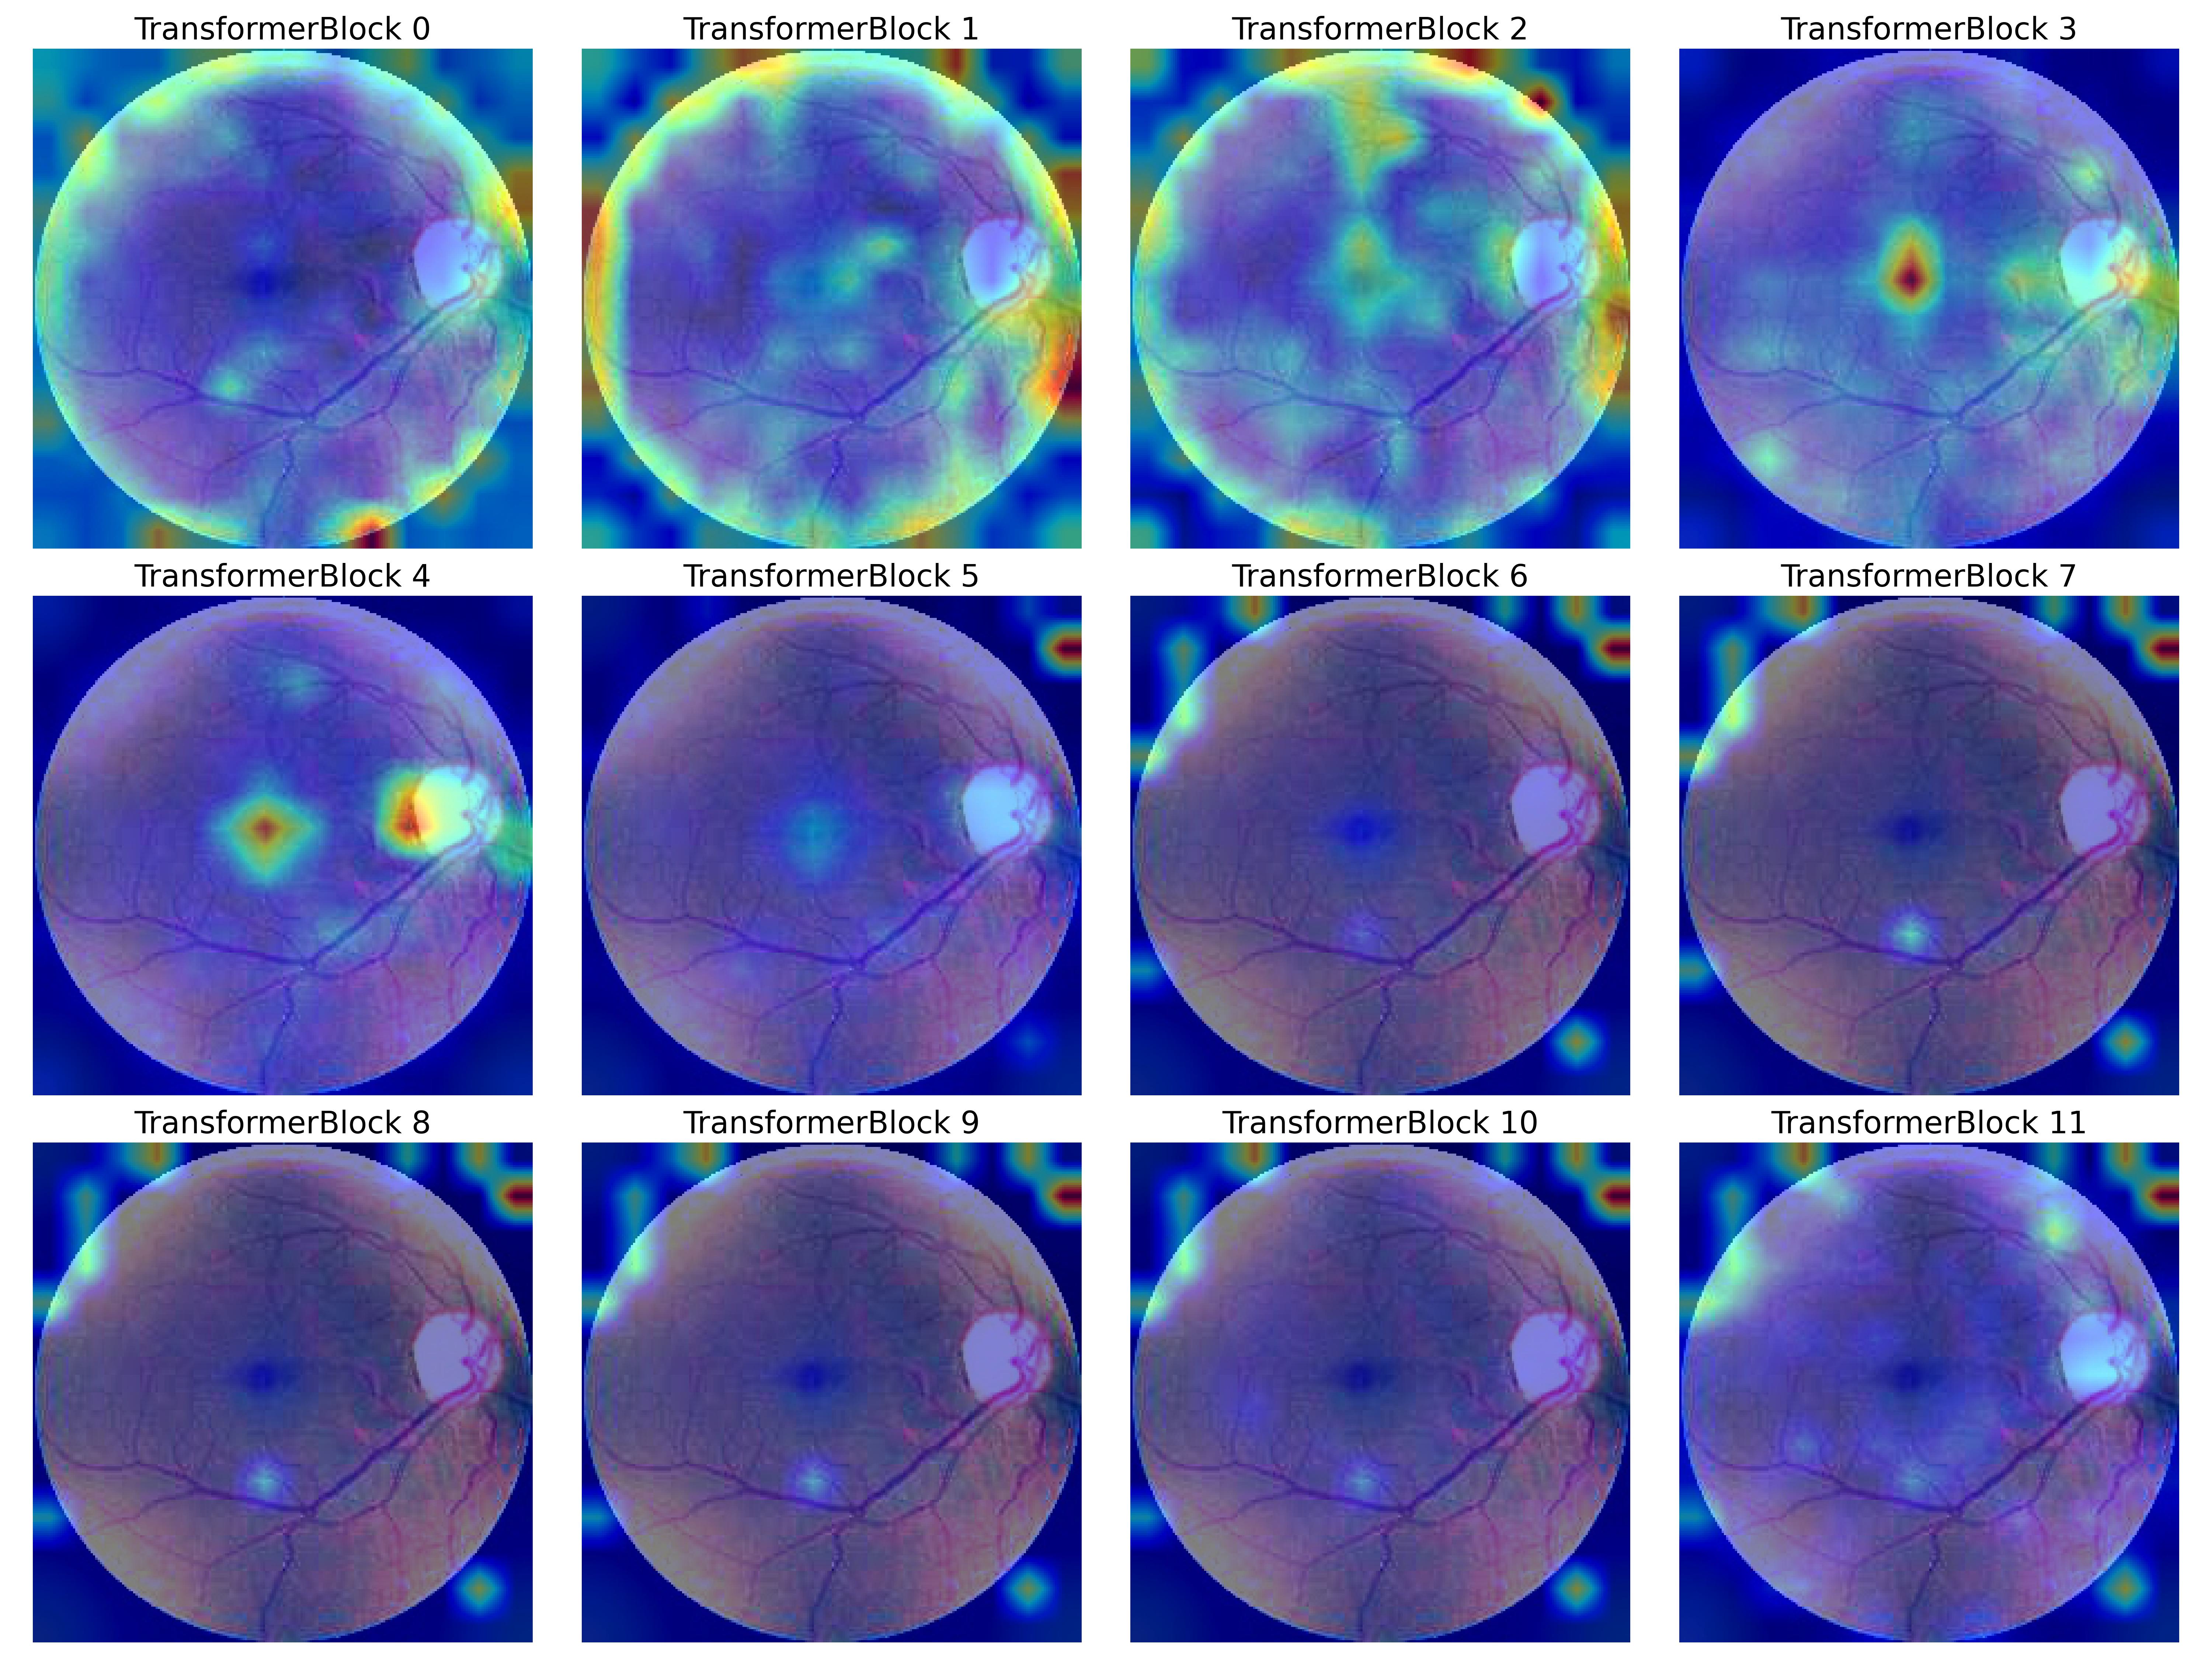 TransformerBlock 0
TransformerBlock 1
TransformerBlock 2
TransformerBlock 3
TransformerBlock 4
TransformerBlock 5
TransformerBlock 6
TransformerBlock 7
TransformerBlock 8
TransformerBlock 9
TransformerBlock 10
TransformerBlock 11